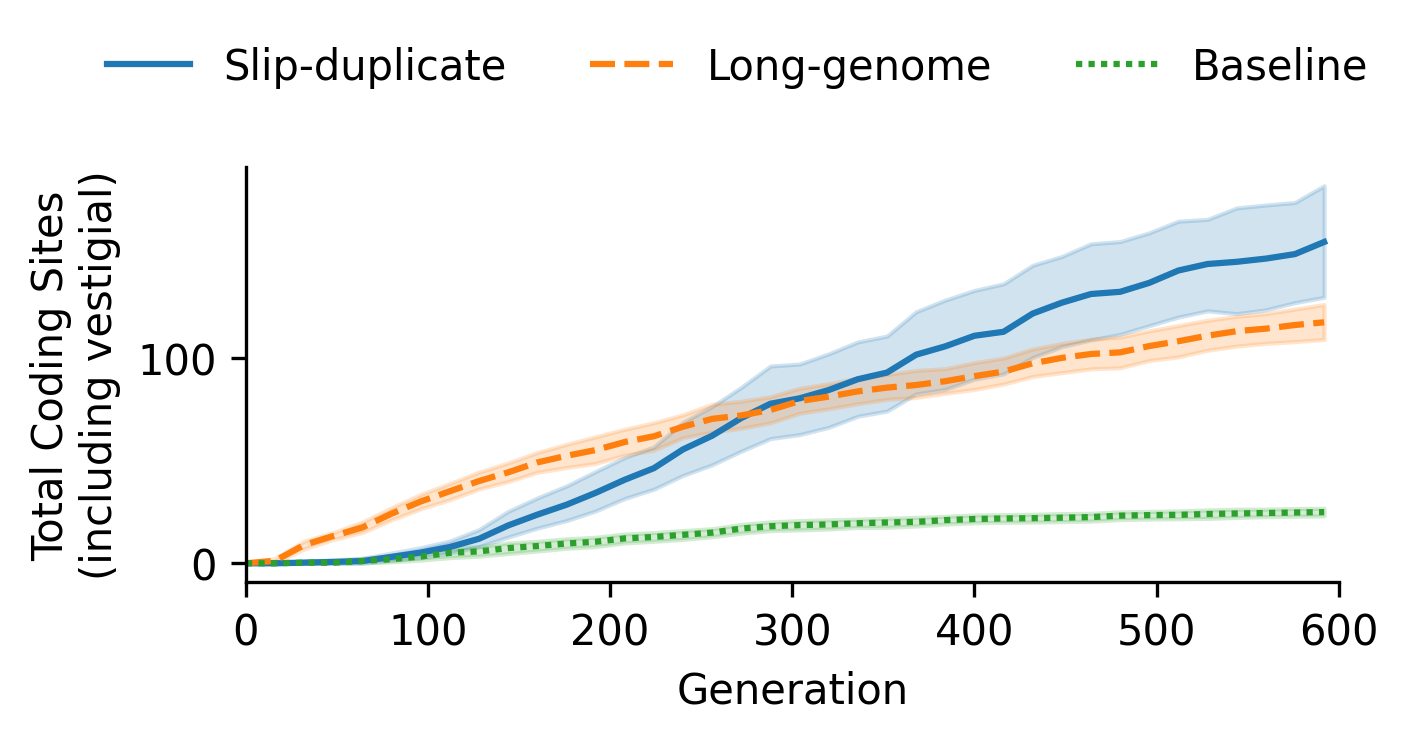 Slip-duplicate Long-genome Baseline
Total Coding Sites
(including vestigial)
100
0
0 100 200 300 400 500 600
Generation